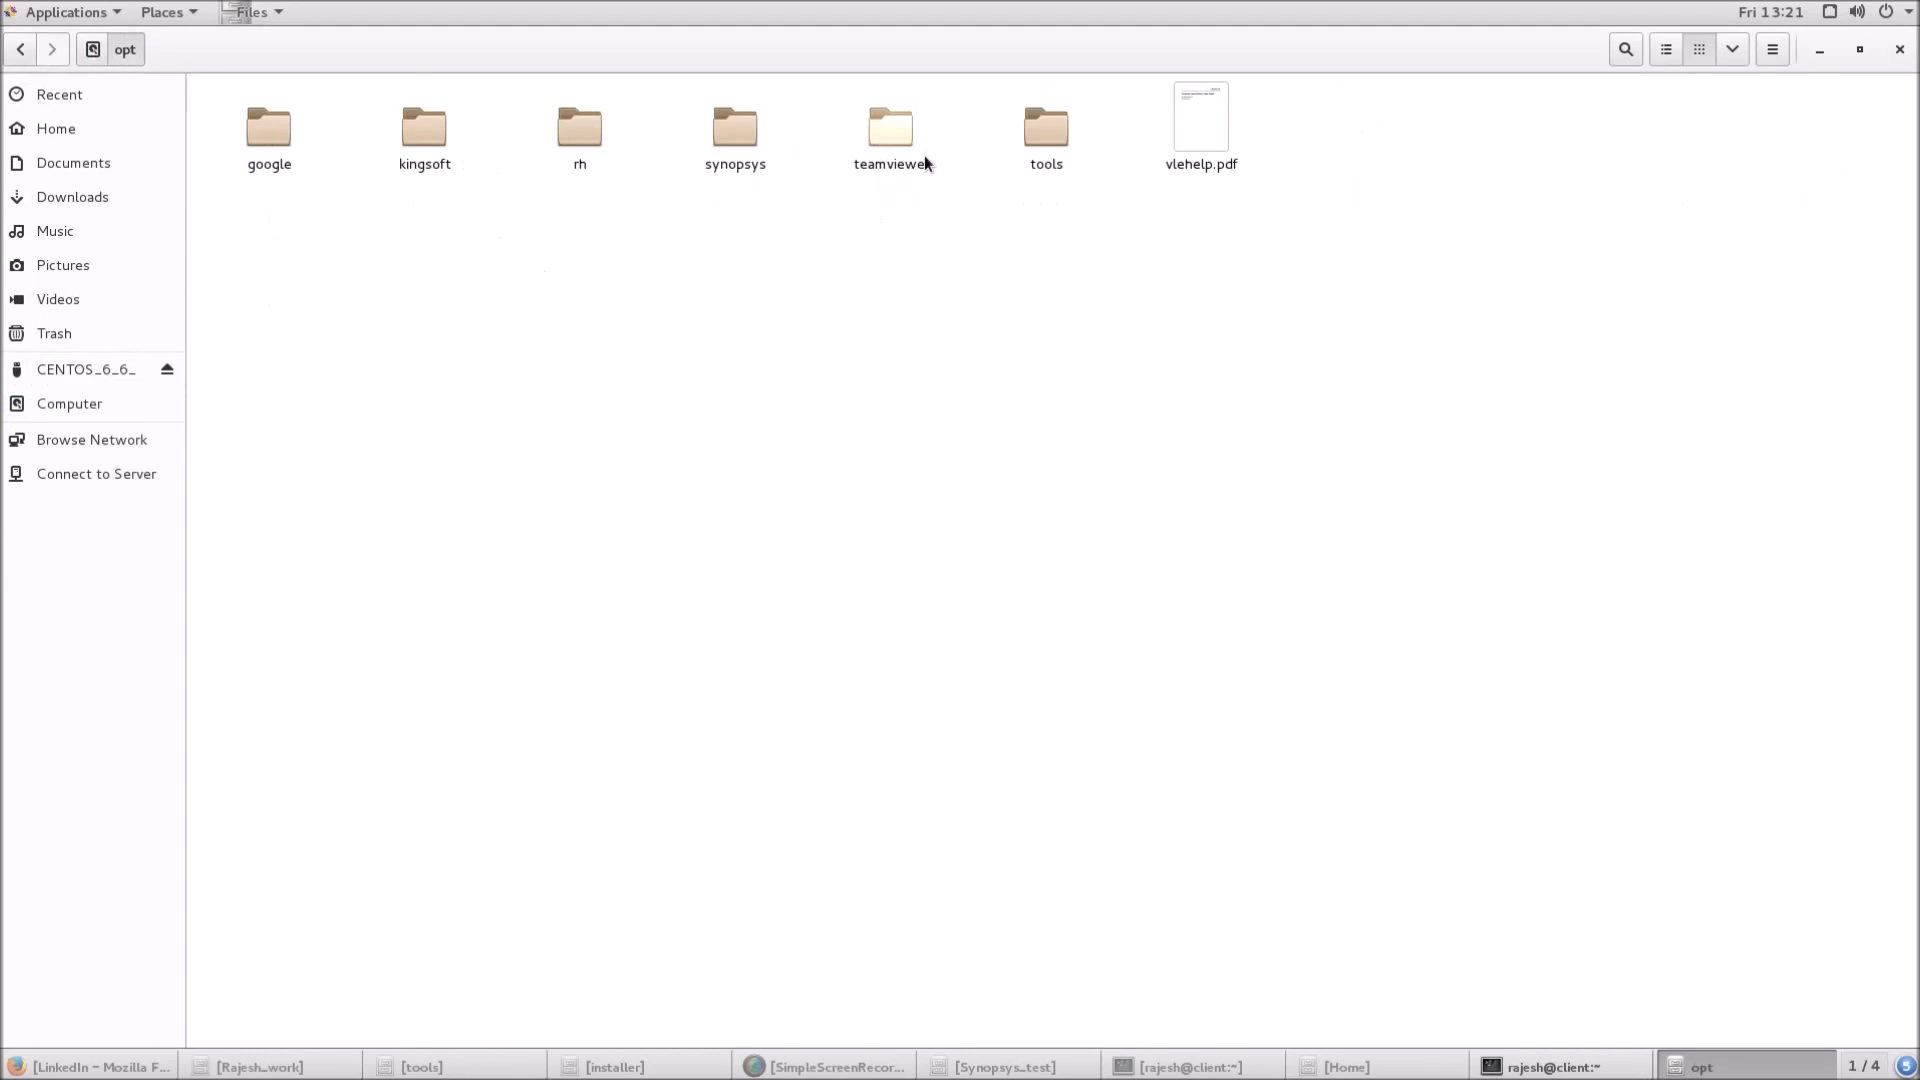 Applications Places Files Fri 13:21
opt
Recent
Home
Documents
Downloads
Music
Pictures
Videos
Trash
CENTOS_6_6_
Computer
Browse Network
Connect to Server
google kingsoft rh synopsys teamviewe tools vlehelp.pdf
[LinkedIn – Mozilla F... [Rajesh_work] [tools] [installer] [SimpleScreenRecor... [Synopsys_test] [rajesh@client:~] [Home] rajesh@client:~ opt 1 / 4 5